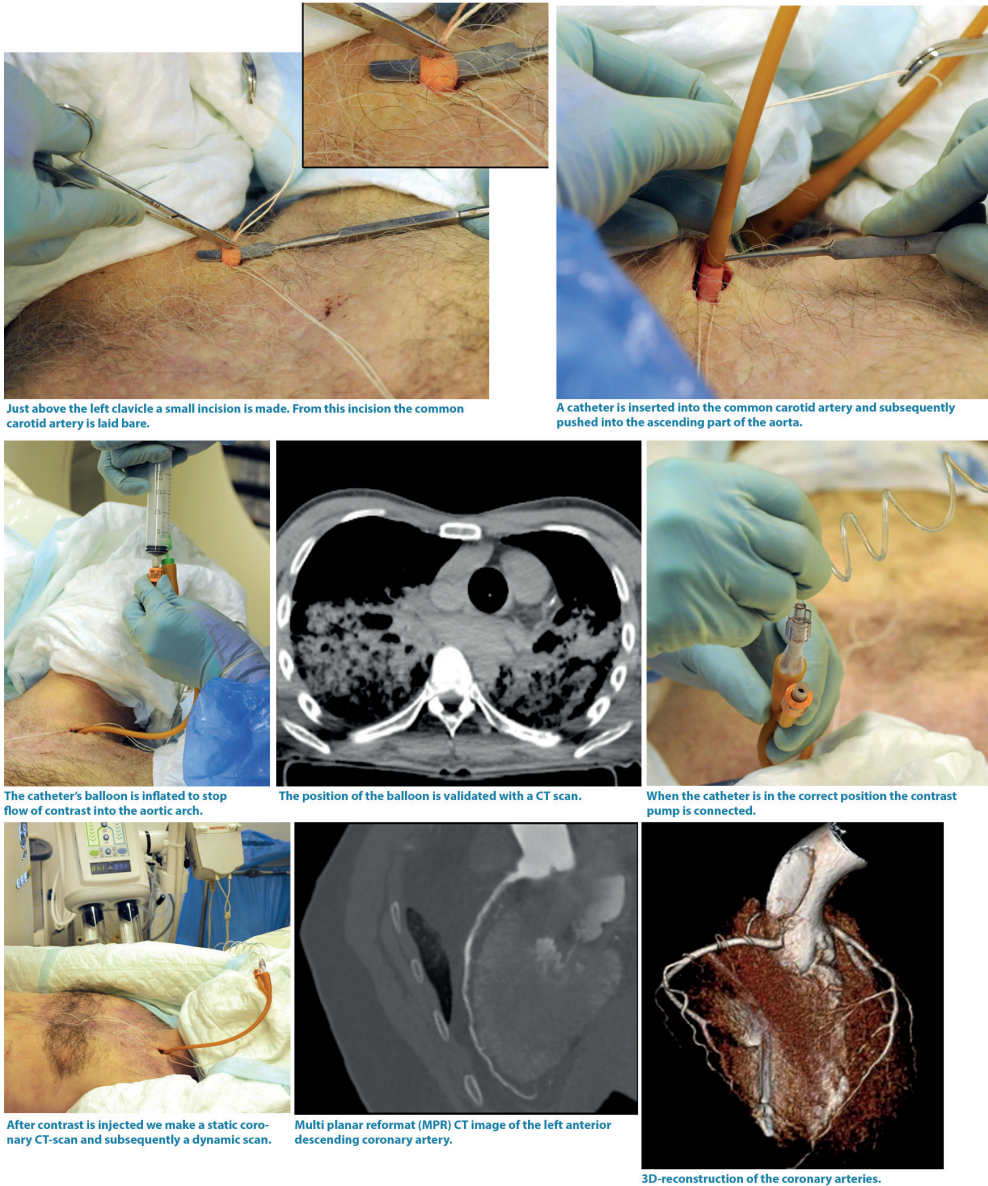 Just above the left clavicle a small incision is made. From this incision the common
carotid artery is laid bare.
A catheter is inserted into the common carotid artery and subsequently
pushed into the ascending part of the aorta.
The catheter's balloon is inflated to stop
flow of contrast into the aortic arch.
The position of the balloon is validated with a CT scan.
When the catheter is in the correct position the contrast
pump is connected.
After contrast is injected we make a static coro-
nary CT-scan and subsequently a dynamic scan.
Multi planar reformat (MPR) CT image of the left anterior
descending coronary artery.
3D-reconstruction of the coronary arteries.